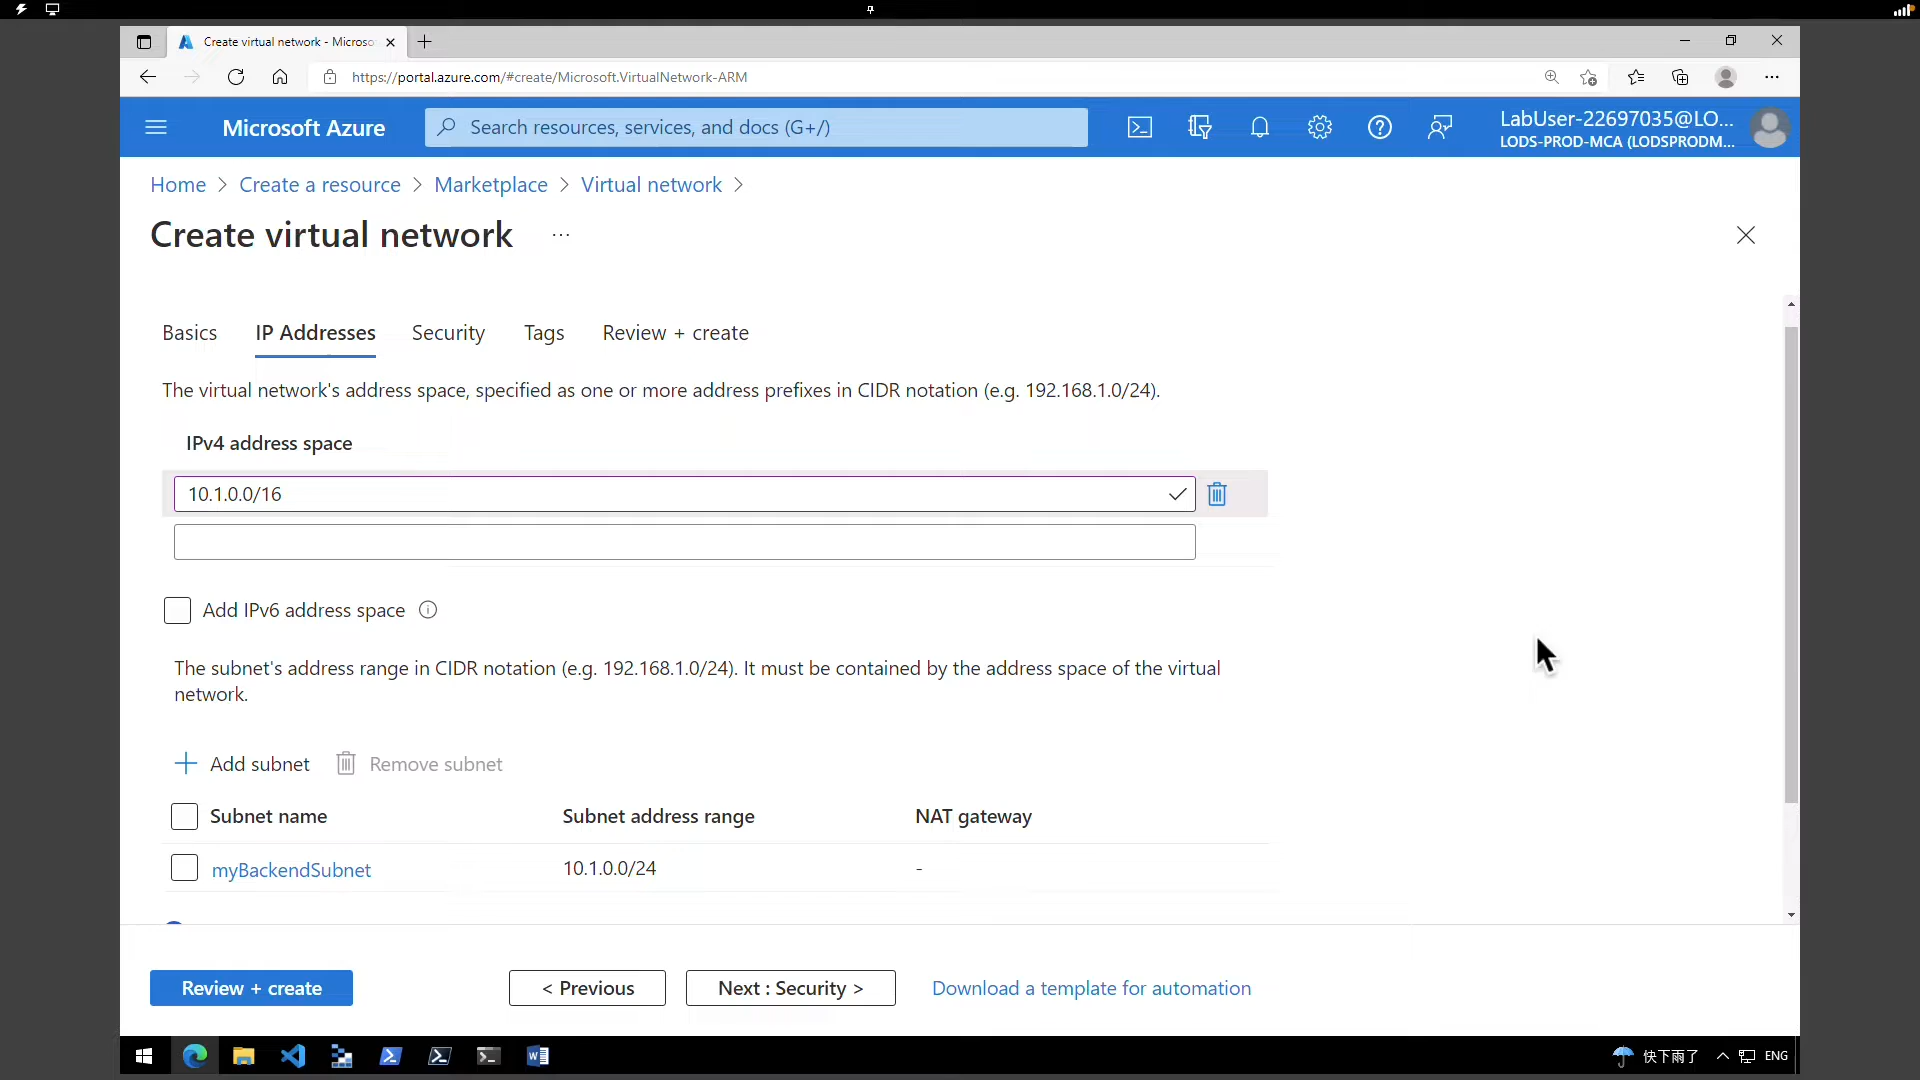 Create virtual network - Microso
https://portal.azure.com/#create/Microsoft.VirtualNetwork-ARM
Microsoft Azure
Search resources, services, and docs (G+/)
LabUser-22697035@LO...
LODS-PROD-MCA (LODSPRODM...
Home > Create a resource > Marketplace > Virtual network >
Create virtual network ...
Basics IP Addresses Security Tags Review + create
The virtual network's address space, specified as one or more address prefixes in CIDR notation (e.g. 192.168.1.0/24).
IPv4 address space
10.1.0.0/16
Add IPv6 address space
The subnet's address range in CIDR notation (e.g. 192.168.1.0/24). It must be contained by the address space of the virtual
network.
Add subnet Remove subnet
Subnet name Subnet address range NAT gateway
myBackendSubnet 10.1.0.0/24 -
Review + create < Previous Next : Security > Download a template for automation
快下雨了 ENG